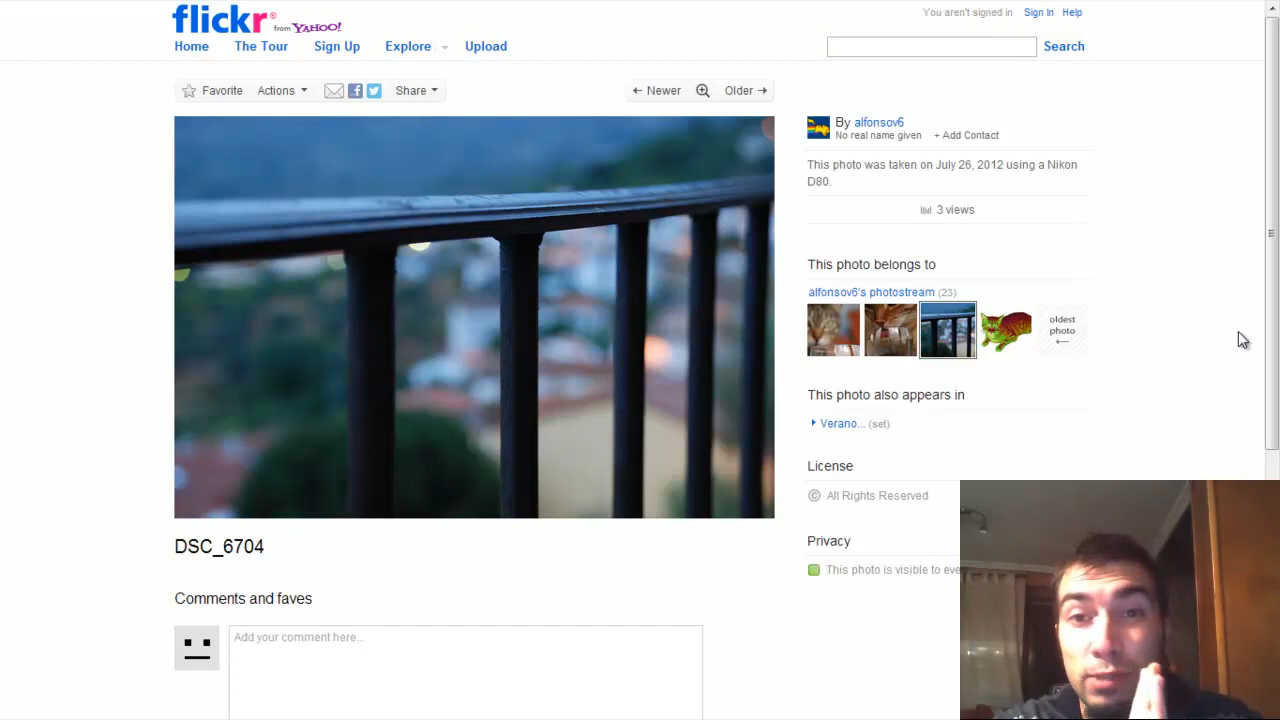 flickr® from YAHOO!
You aren't signed in Sign In Help
Home The Tour Sign Up Explore Upload
Search
Favorite Actions Share
← Newer Older →
By alfonsov6
No real name given + Add Contact
This photo was taken on July 26, 2012 using a Nikon
D80.
3 views
This photo belongs to
alfonsov6's photostream (23)
oldest
photo
←
This photo also appears in
Verano... (set)
License
© All Rights Reserved
Privacy
This photo is visible to eve
DSC_6704
Comments and faves
Add your comment here...